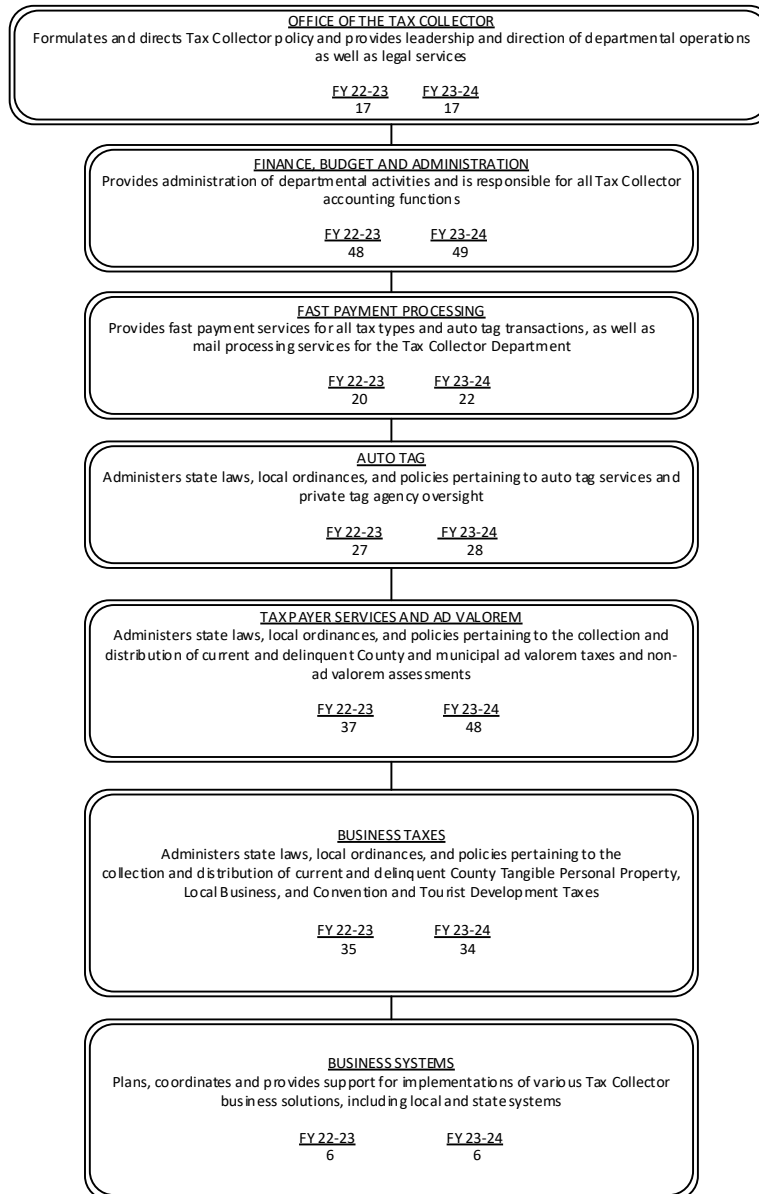 OFFICE OF THE TAX COLLECTOR
Formulates and directs Tax Collector policy and provides leadership and direction of departmental operations
as well as legal services
FY 22-23 FY 23-24
17 17
FINANCE, BUDGET AND ADMINISTRATION
Provides administration of departmental activities and is responsible for all Tax Collector
accounting functions
FY 22-23 FY 23-24
48 49
FAST PAYMENT PROCESSING
Provides fast payment services for all tax types and auto tag transactions, as well as
mail processing services for the Tax Collector Department
FY 22-23 FY 23-24
20 22
AUTO TAG
Administers state laws, local ordinances, and policies pertaining to auto tag services and
private tag agency oversight
FY 22-23 FY 23-24
27 28
TAXPAYER SERVICES AND AD VALOREM
Administers state laws, local ordinances, and policies pertaining to the collection and
distribution of current and delinquent County and municipal ad valorem taxes and non-
ad valorem assessments
FY 22-23 FY 23-24
37 48
BUSINESS TAXES
Administers state laws, local ordinances, and policies pertaining to the
collection and distribution of current and delinquent County Tangible Personal Property,
Local Business, and Convention and Tourist Development Taxes
FY 22-23 FY 23-24
35 34
BUSINESS SYSTEMS
Plans, coordinates and provides support for implementations of various Tax Collector
business solutions, including local and state systems
FY 22-23 FY 23-24
6 6